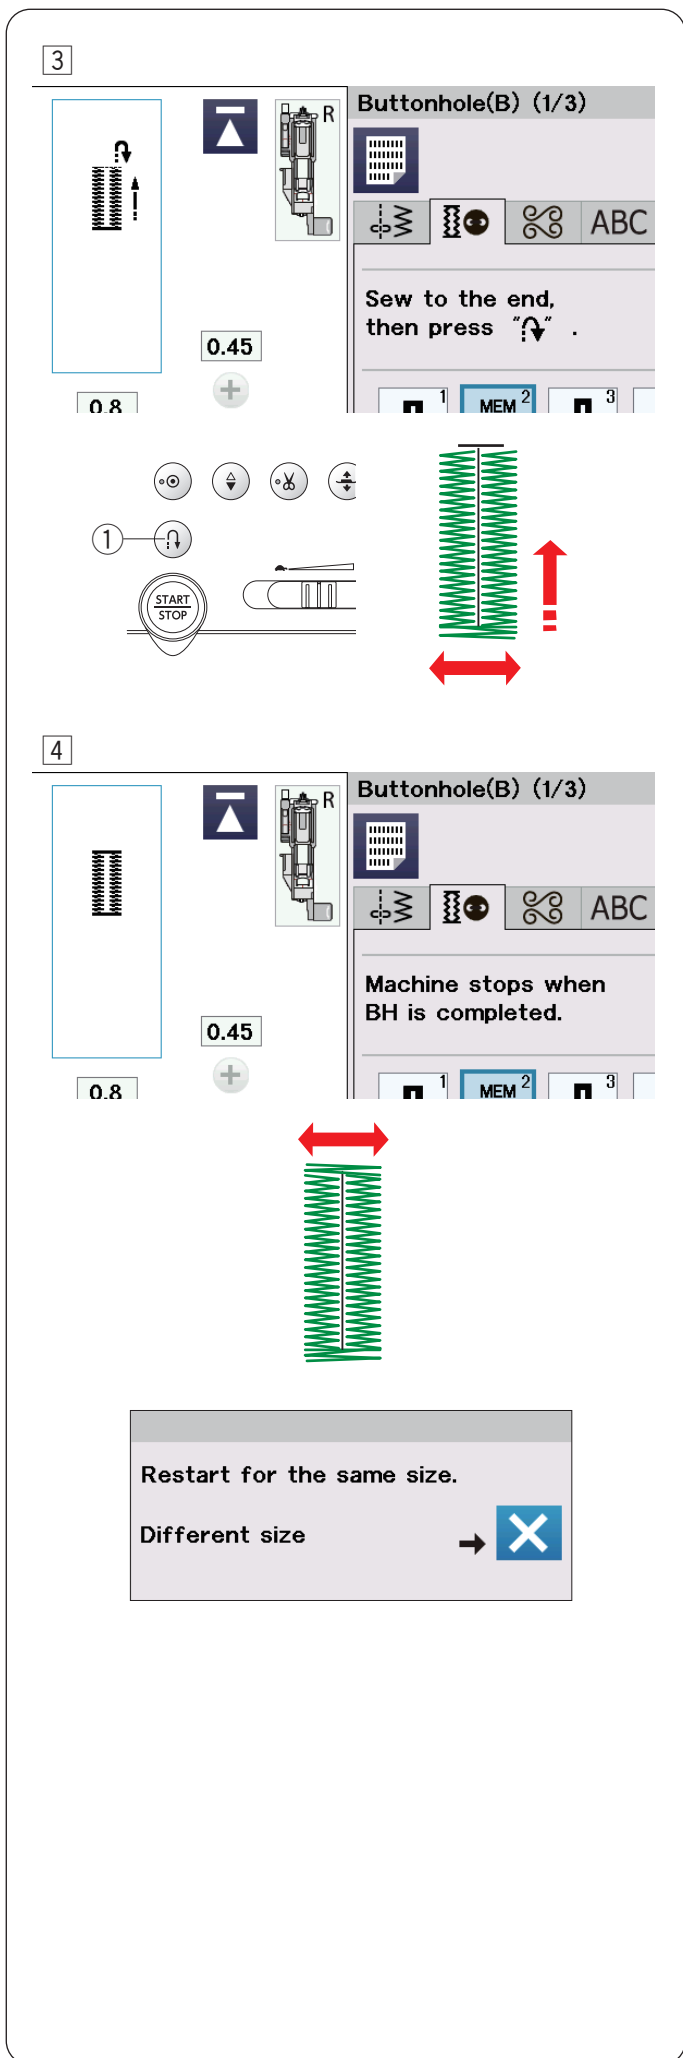 3
R
Buttonhole(B) (1/3)
ABC
Sew to the end,
then press “ ” .
0.45
0.8
1
MEM 2
3
1
START
STOP
4
R
Buttonhole(B) (1/3)
ABC
Machine stops when
BH is completed.
0.45
0.8
1
MEM 2
3
Restart for the same size.
Different size